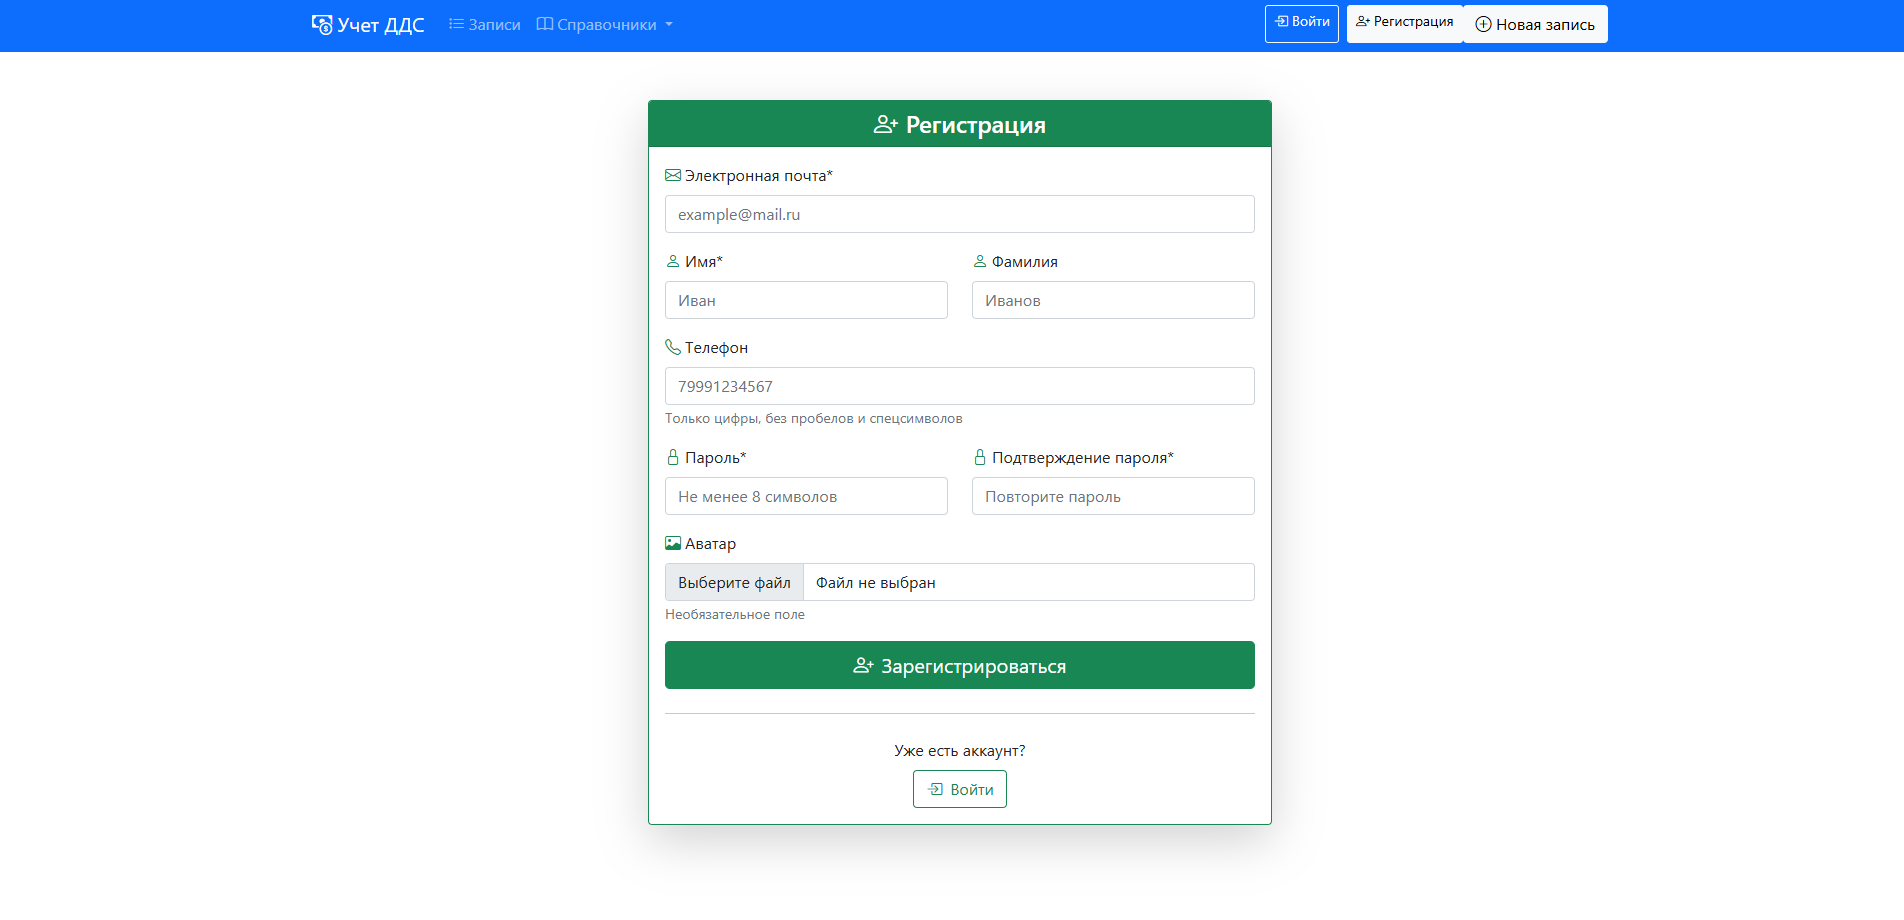 Учет ДДС Записи Справочники Войти Регистрация Новая запись
Регистрация
Электронная почта*
example@mail.ru
Имя* Фамилия
Иван Иванов
Телефон
79991234567
Только цифры, без пробелов и спецсимволов
Пароль* Подтверждение пароля*
Не менее 8 символов Повторите пароль
Аватар
Выберите файл Файл не выбран
Необязательное поле
Зарегистрироваться
Уже есть аккаунт?
Войти